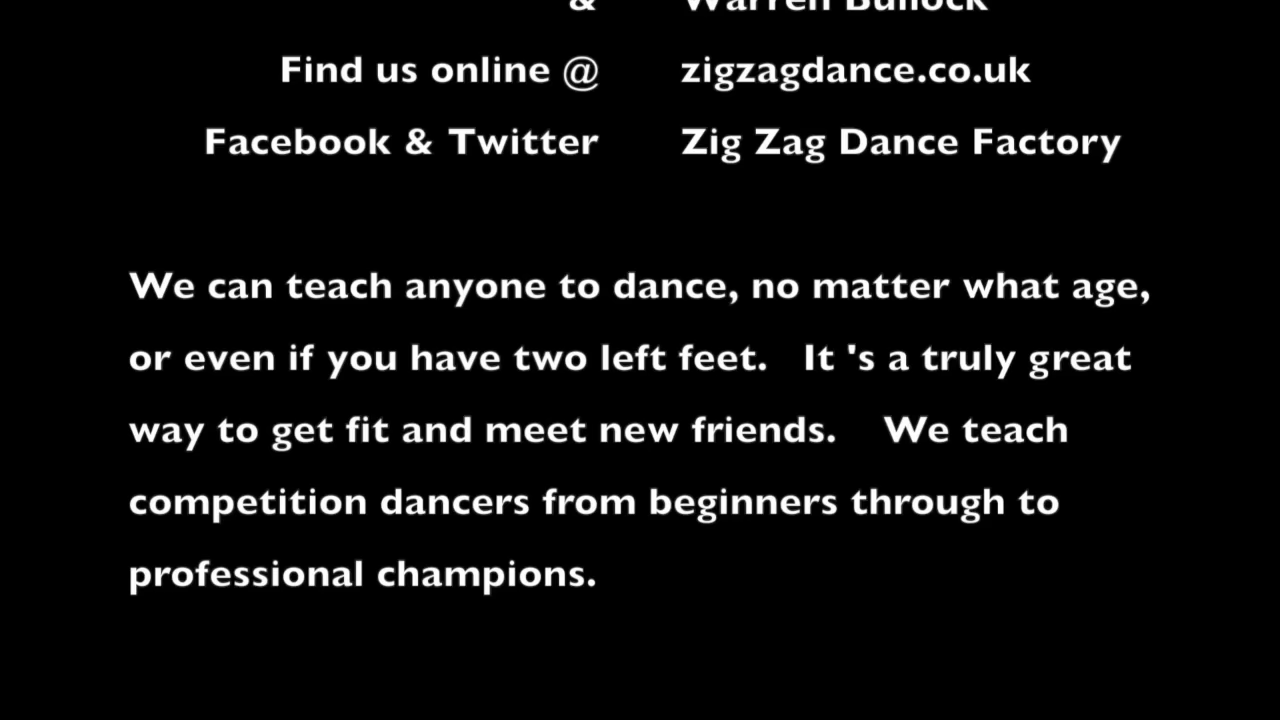 & Warren Bullock
Find us online @ zigzagdance.co.uk
Facebook & Twitter Zig Zag Dance Factory
We can teach anyone to dance, no matter what age,
or even if you have two left feet. It 's a truly great
way to get fit and meet new friends. We teach
competition dancers from beginners through to
professional champions.